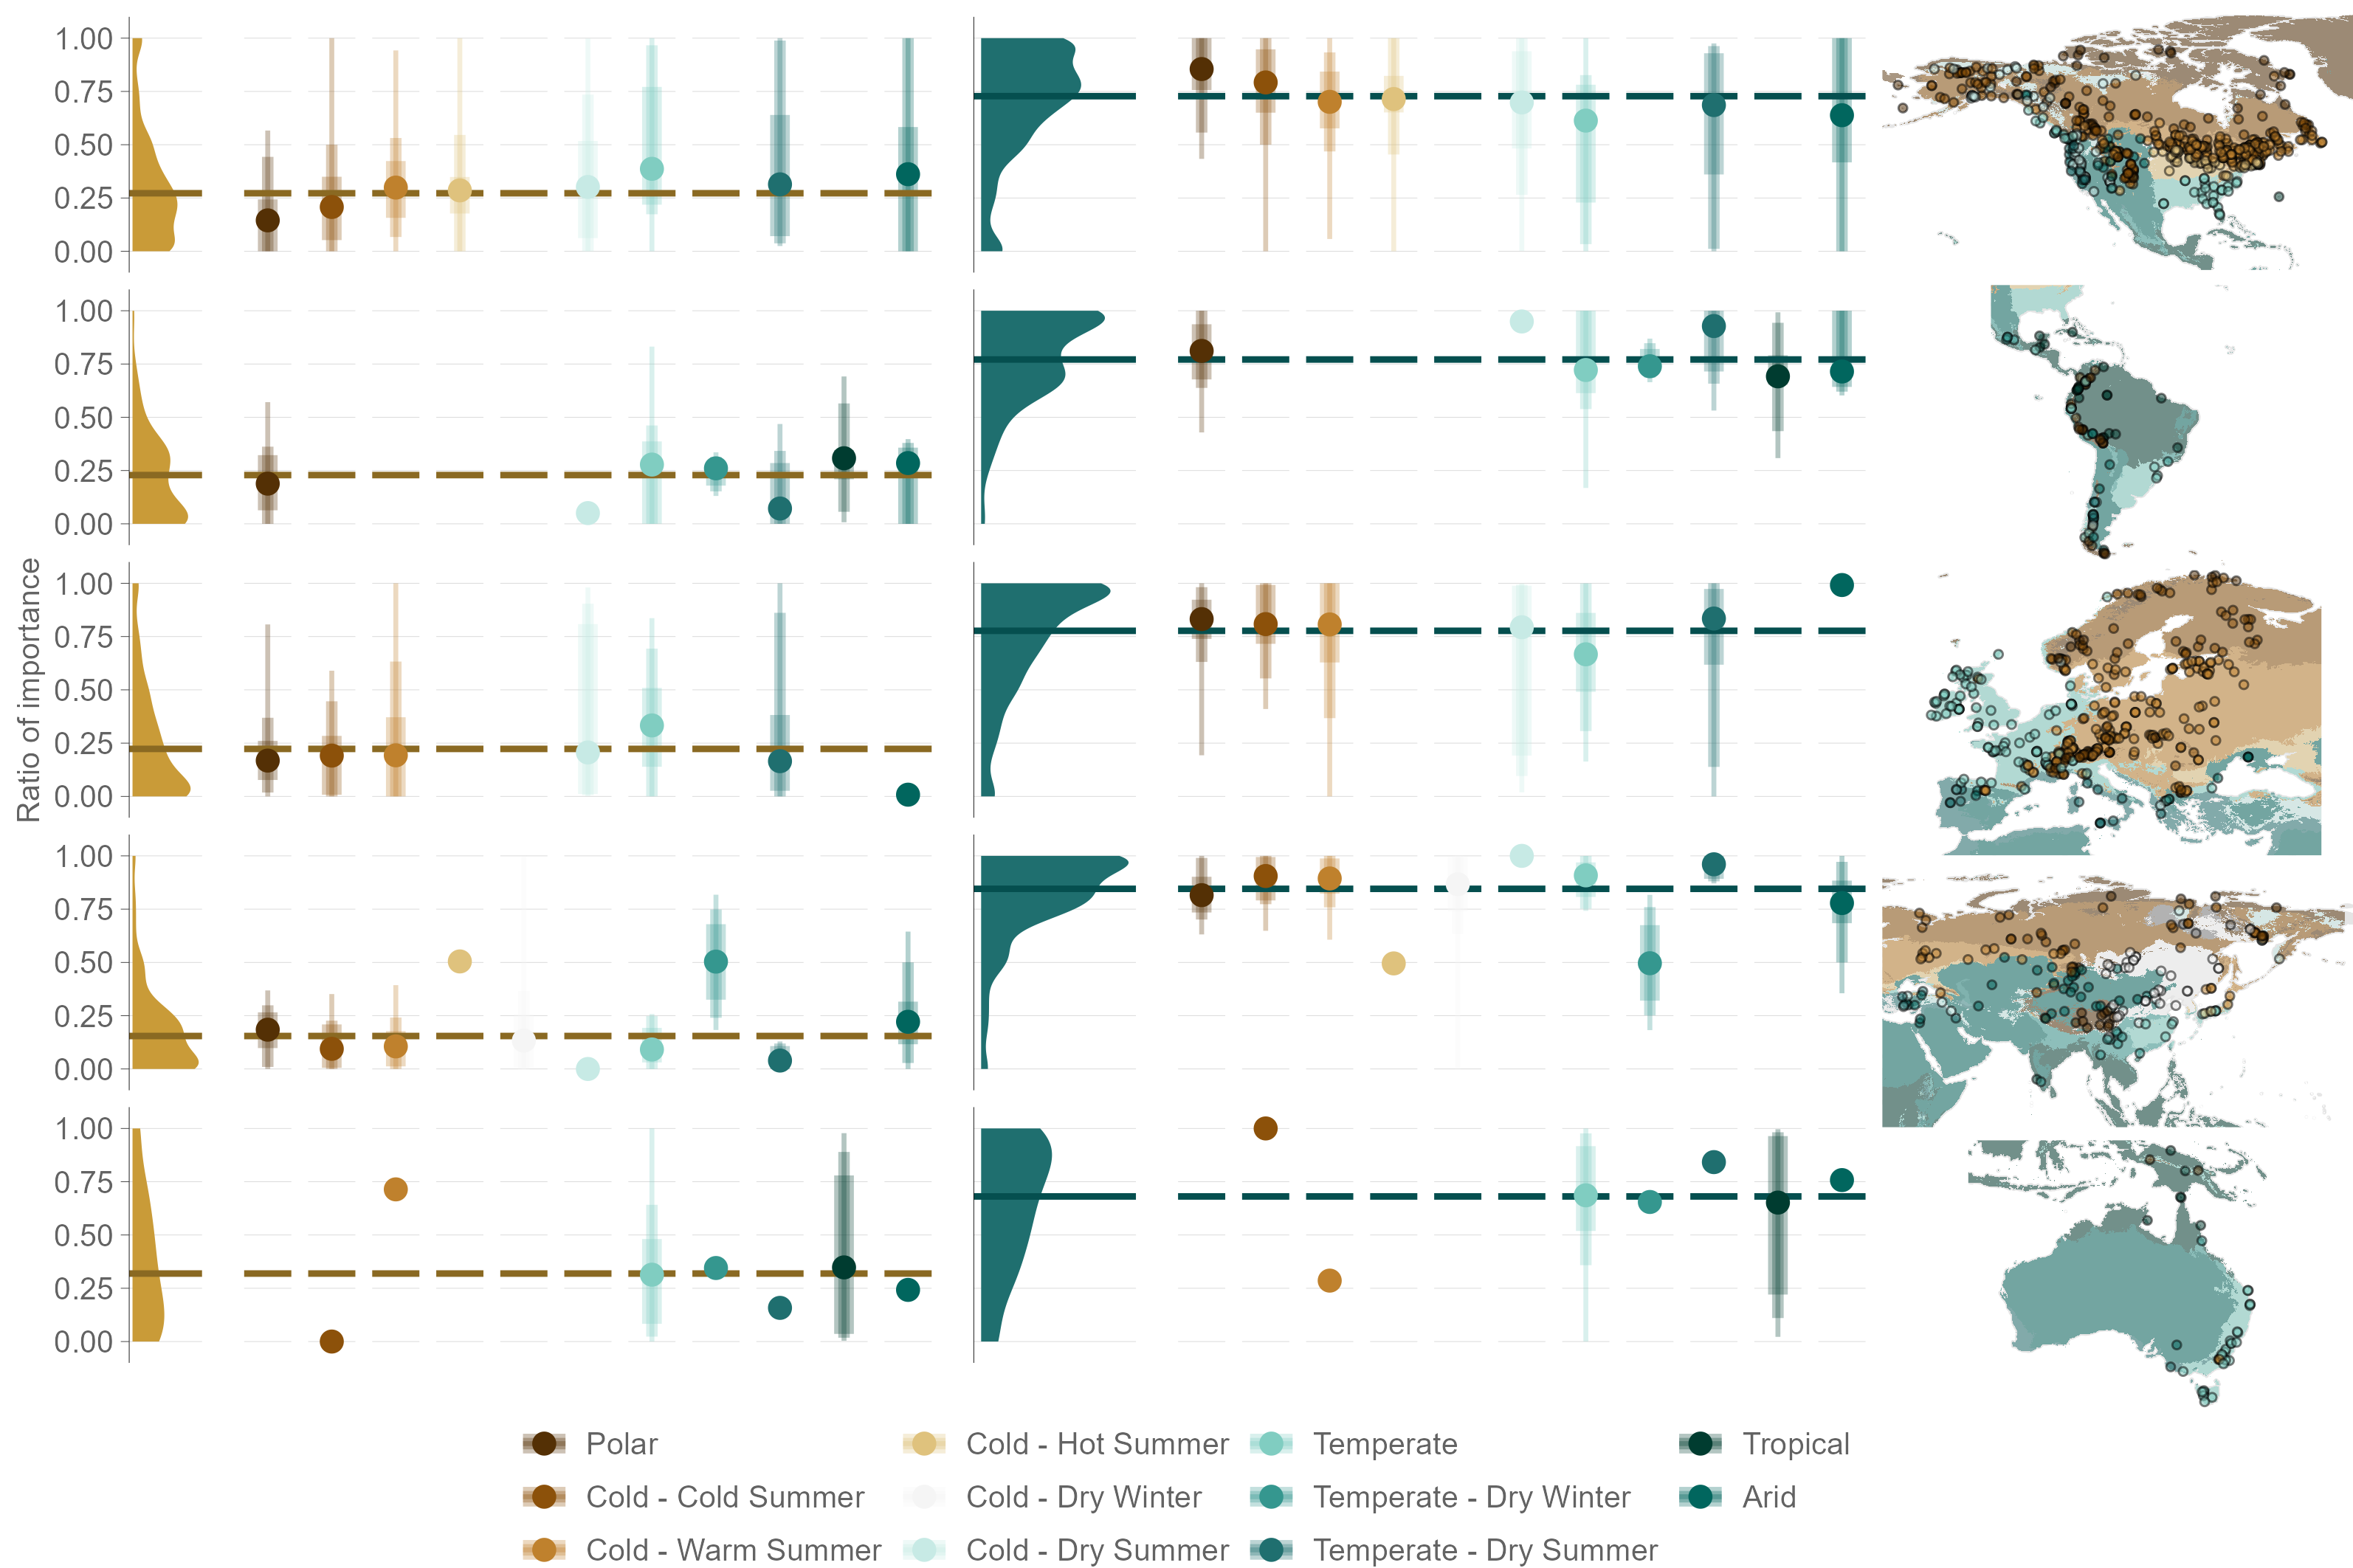 1.00
0.75
0.50
0.25
0.00
1.00
0.75
0.50
0.25
0.00
Ratio of importance
1.00
0.75
0.50
0.25
0.00
1.00
0.75
0.50
0.25
0.00
1.00
0.75
0.50
0.25
0.00
Polar
Cold - Hot Summer
Temperate
Tropical
Cold - Cold Summer
Cold - Dry Winter
Temperate - Dry Winter
Arid
Cold - Warm Summer
Cold - Dry Summer
Temperate - Dry Summer